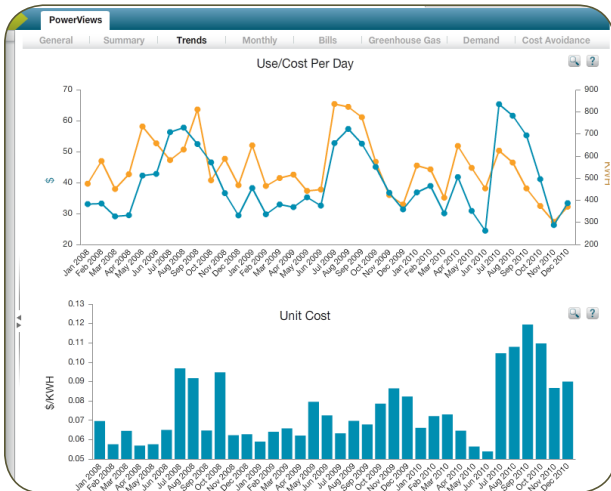 PowerViews
General Summary Trends Monthly Bills Greenhouse Gas Demand Cost Avoidance
Use/Cost Per Day
?
70 900
60 800
50 700
40 600
30 500
20 400
300
200
$
KWH
Jan 2008 Feb 2008 Mar 2008 Apr 2008 May 2008 Jun 2008 Jul 2008 Aug 2008 Sep 2008 Oct 2008 Nov 2008 Dec 2008 Jan 2009 Feb 2009 Mar 2009 Apr 2009 May 2009 Jun 2009 Jul 2009 Aug 2009 Sep 2009 Oct 2009 Nov 2009 Dec 2009 Jan 2010 Feb 2010 Mar 2010 Apr 2010 May 2010 Jun 2010 Jul 2010 Aug 2010 Sep 2010 Oct 2010 Nov 2010 Dec 2010
Unit Cost
?
0.13
0.12
0.11
0.10
0.09
0.08
0.07
0.06
0.05
$/KWH
Jan 2008 Feb 2008 Mar 2008 Apr 2008 May 2008 Jun 2008 Jul 2008 Aug 2008 Sep 2008 Oct 2008 Nov 2008 Dec 2008 Jan 2009 Feb 2009 Mar 2009 Apr 2009 May 2009 Jun 2009 Jul 2009 Aug 2009 Sep 2009 Oct 2009 Nov 2009 Dec 2009 Jan 2010 Feb 2010 Mar 2010 Apr 2010 May 2010 Jun 2010 Jul 2010 Aug 2010 Sep 2010 Oct 2010 Nov 2010 Dec 2010